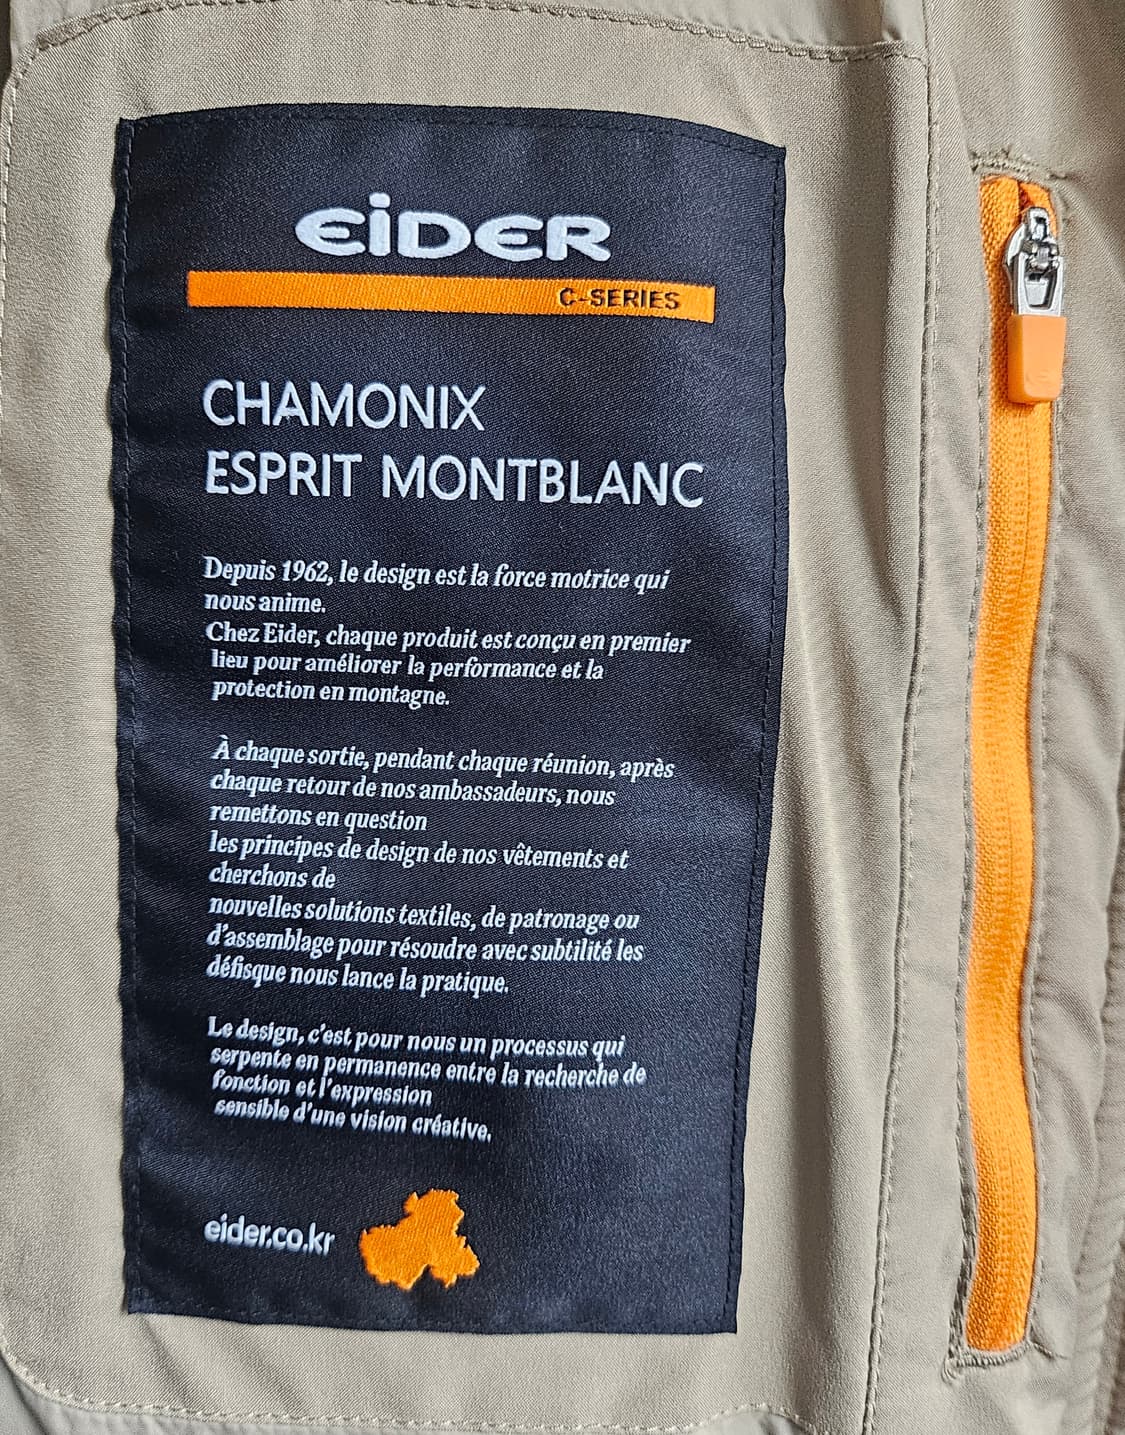 EiDER
C-SERIES
CHAMONIX
ESPRIT MONTBLANC
Depuis 1962, le design est la force motrice qui
nous anime.
Chez Eider, chaque produit est conçu en premier
lieu pour améliorer la performance et la
protection en montagne.
À chaque sortie, pendant chaque réunion, après
chaque retour de nos ambassadeurs, nous
remettons en question
les principes de design de nos vêtements et
cherchons de
nouvelles solutions textiles, de patronage ou
d'assemblage pour résoudre avec subtilité les
défisque nous lance la pratique.
Le design, c'est pour nous un processus qui
serpente en permanence entre la recherche de
fonction et l'expression
sensible d'une vision créative.
eider.co.kr